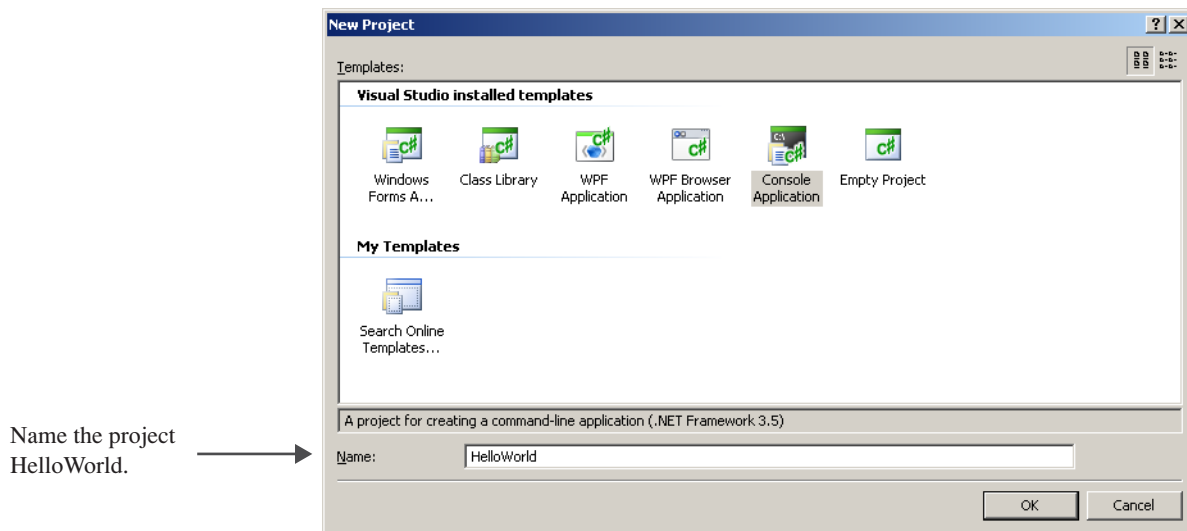 New Project
Templates:
Visual Studio installed templates
Windows Forms A...
Class Library
WPF Application
WPF Browser Application
Console Application
Empty Project
My Templates
Search Online Templates...
A project for creating a command-line application (.NET Framework 3.5)
Name the project
HelloWorld.
Name:
HelloWorld
OK
Cancel